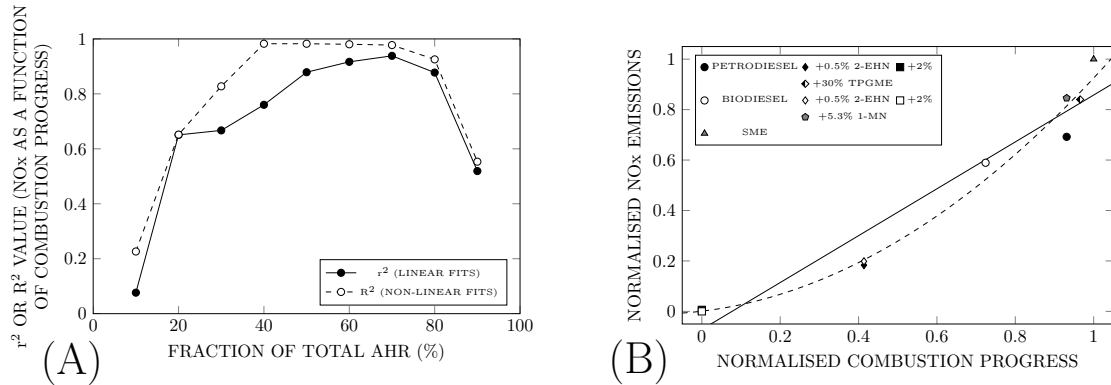 r² OR R² VALUE (NOx AS A FUNCTION
OF COMBUSTION PROGRESS)
1
0.8
0.6
0.4
0.2
0
0 20 40 60 80 100
r² (LINEAR FITS)
R² (NON-LINEAR FITS)
FRACTION OF TOTAL AHR (%)
(A)
NORMALISED NOx EMISSIONS
1
0.8
0.6
0.4
0.2
0
PETRODIESEL +0.5% 2-EHN +2%
+30% TPGME
BIODIESEL +0.5% 2-EHN +2%
+5.3% 1-MN
SME
0 0.2 0.4 0.6 0.8 1
NORMALISED COMBUSTION PROGRESS
(B)